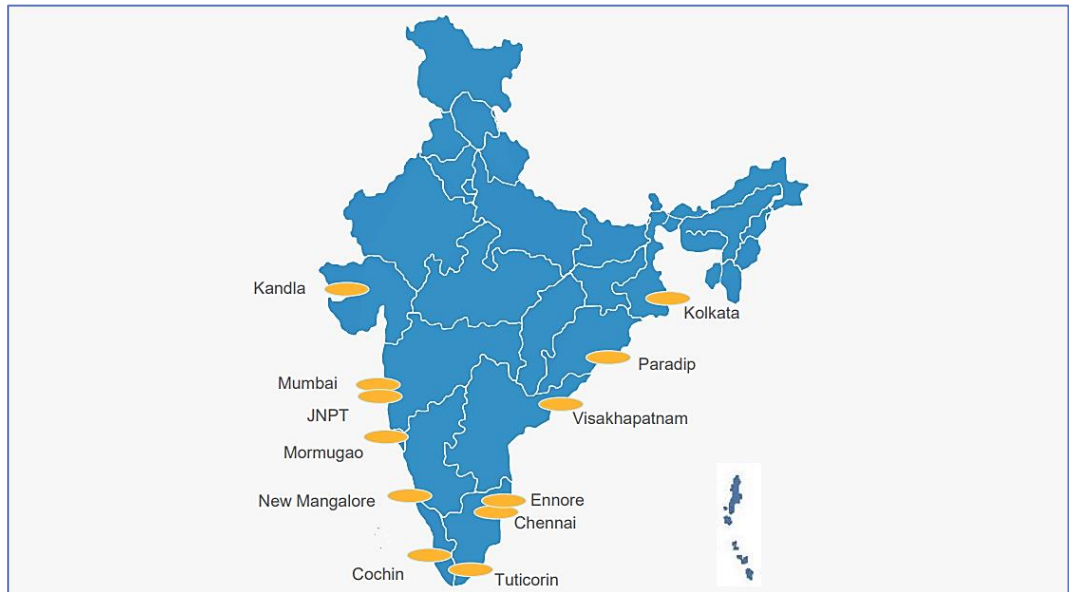 Kandla
Kolkata
Paradip
Mumbai
Visakhapatnam
JNPT
Mormugao
New Mangalore
Ennore
Chennai
Cochin
Tuticorin